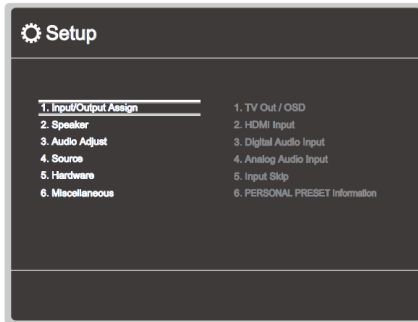 Setup
1. Input/Output Assign
2. Speaker
3. Audio Adjust
4. Source
5. Hardware
6. Miscellaneous
1. TV Out / OSD
2. HDMI Input
3. Digital Audio Input
4. Analog Audio Input
5. Input Skip
6. PERSONAL PRESET Information